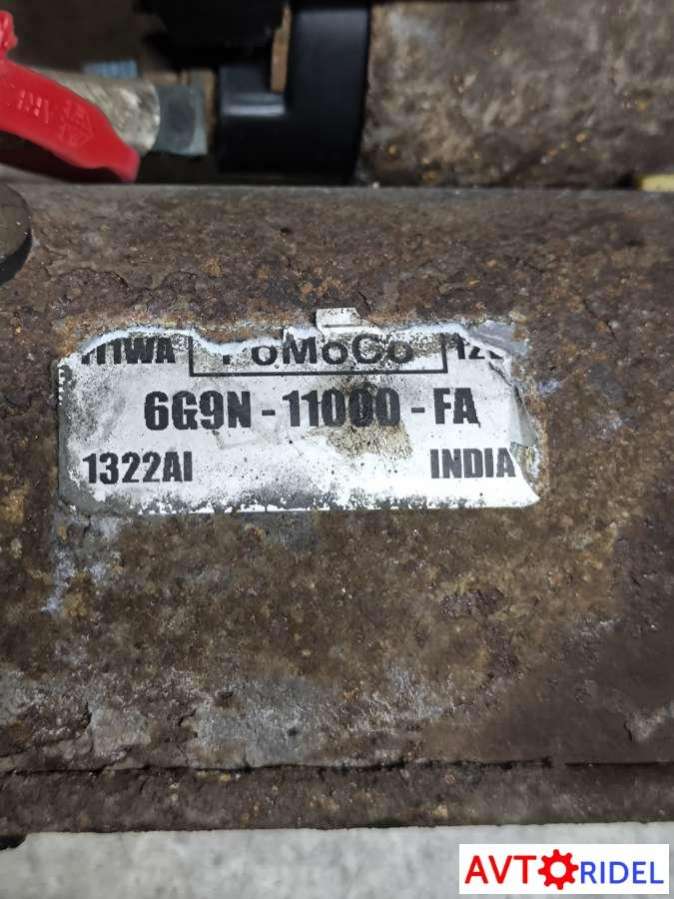 FoMoCo
6G9N - 11000 - FA
1322AI INDIA
AVTORIDEL